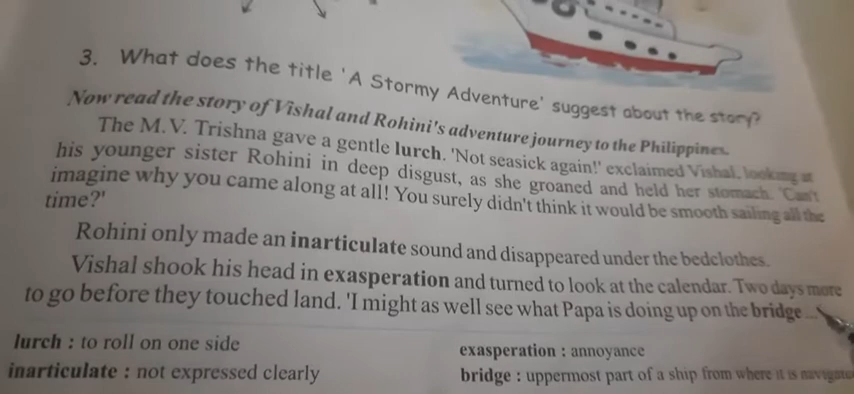 3. What does the title 'A Stormy Adventure' suggest about the story?
Now read the story of Vishal and Rohini's adventure journey to the Philippines.
The M.V. Trishna gave a gentle lurch. 'Not seasick again!' exclaimed Vishal, looking at
his younger sister Rohini in deep disgust, as she groaned and held her stomach. 'Can't
imagine why you came along at all! You surely didn't think it would be smooth sailing all the
time?'
Rohini only made an inarticulate sound and disappeared under the bedclothes.
Vishal shook his head in exasperation and turned to look at the calendar. Two days more
to go before they touched land. 'I might as well see what Papa is doing up on the bridge ...
lurch : to roll on one side
inarticulate : not expressed clearly
exasperation : annoyance
bridge : uppermost part of a ship from where it is